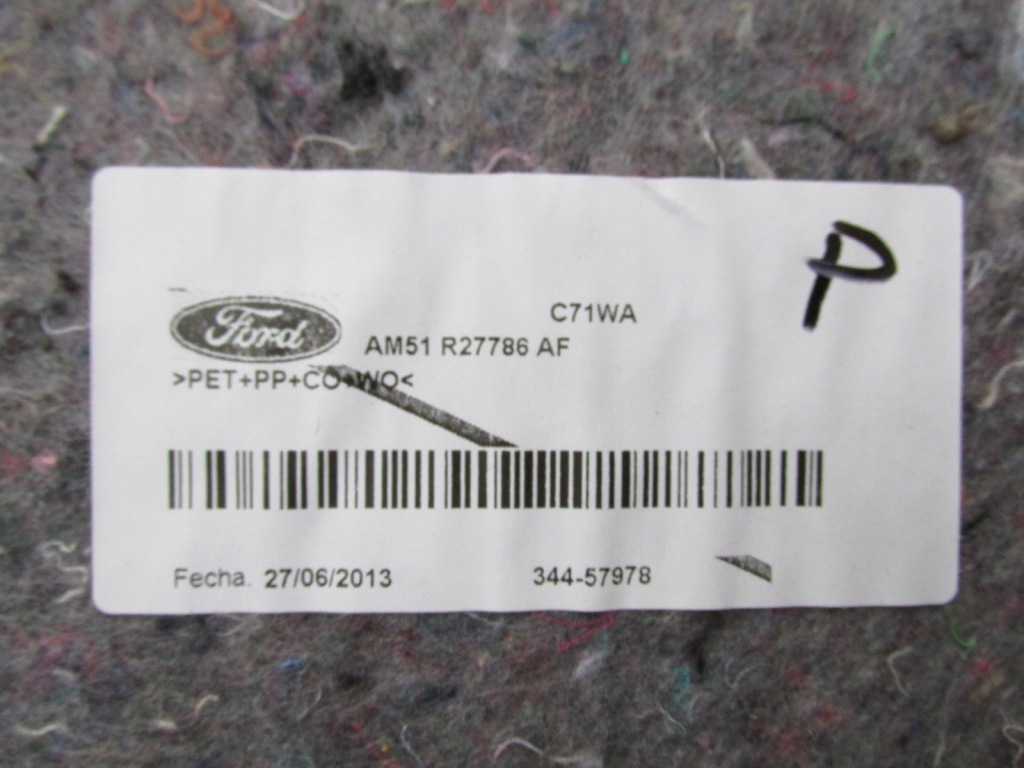 P
C71WA
Ford
AM51 R27786 AF
>PET+PP+CO+WO<
Fecha. 27/06/2013 344-57978